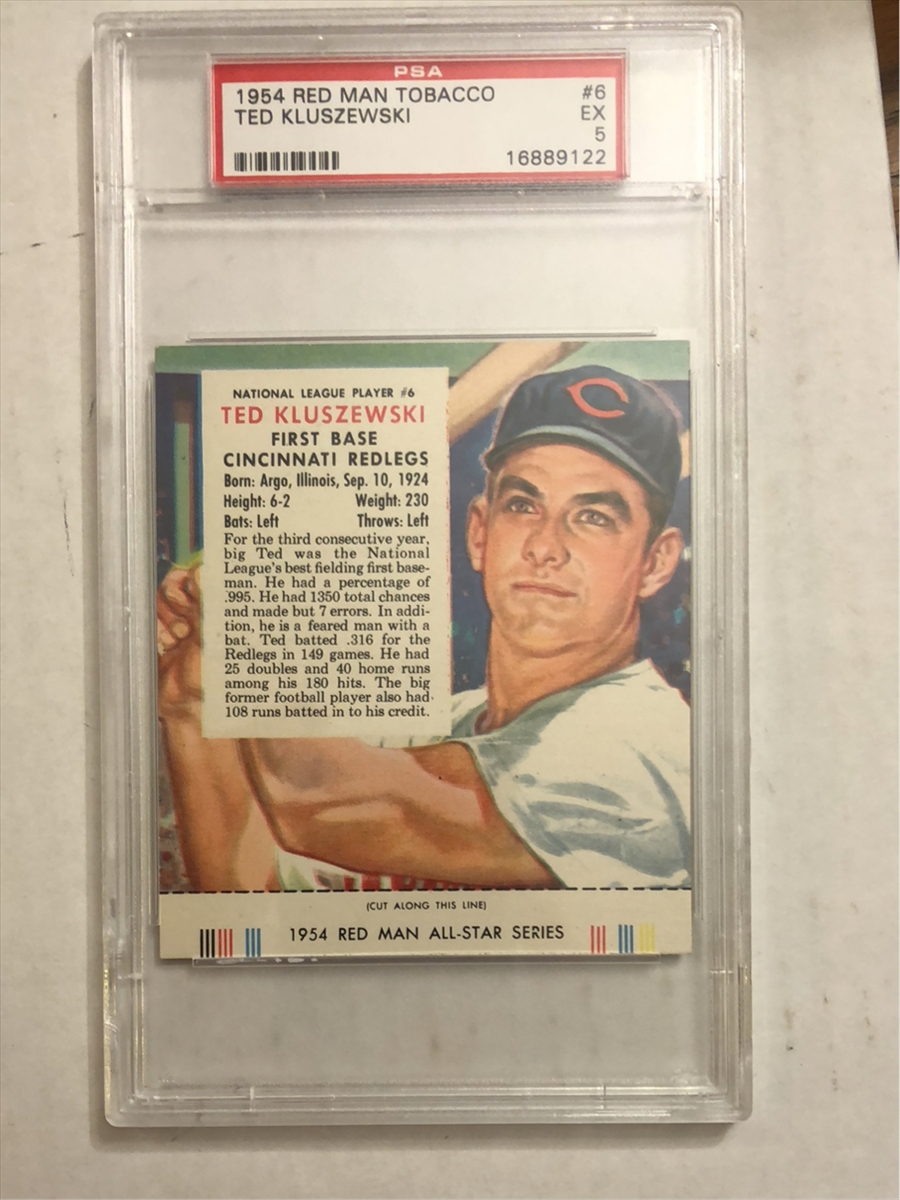 PSA
1954 RED MAN TOBACCO #6
TED KLUSZEWSKI EX
5
16889122
NATIONAL LEAGUE PLAYER #6
TED KLUSZEWSKI
FIRST BASE
CINCINNATI REDLEGS
Born: Argo, Illinois, Sep. 10, 1924
Height: 6-2 Weight: 230
Bats: Left Throws: Left
For the third consecutive year,
big Ted was the National
League's best fielding first base-
man. He had a percentage of
.995. He had 1350 total chances
and made but 7 errors. In addi-
tion, he is a feared man with a
bat. Ted batted .316 for the
Redlegs in 149 games. He had
25 doubles and 40 home runs
among his 180 hits. The big
former football player also had
108 runs batted in to his credit.
C
(CUT ALONG THIS LINE)
1954 RED MAN ALL-STAR SERIES